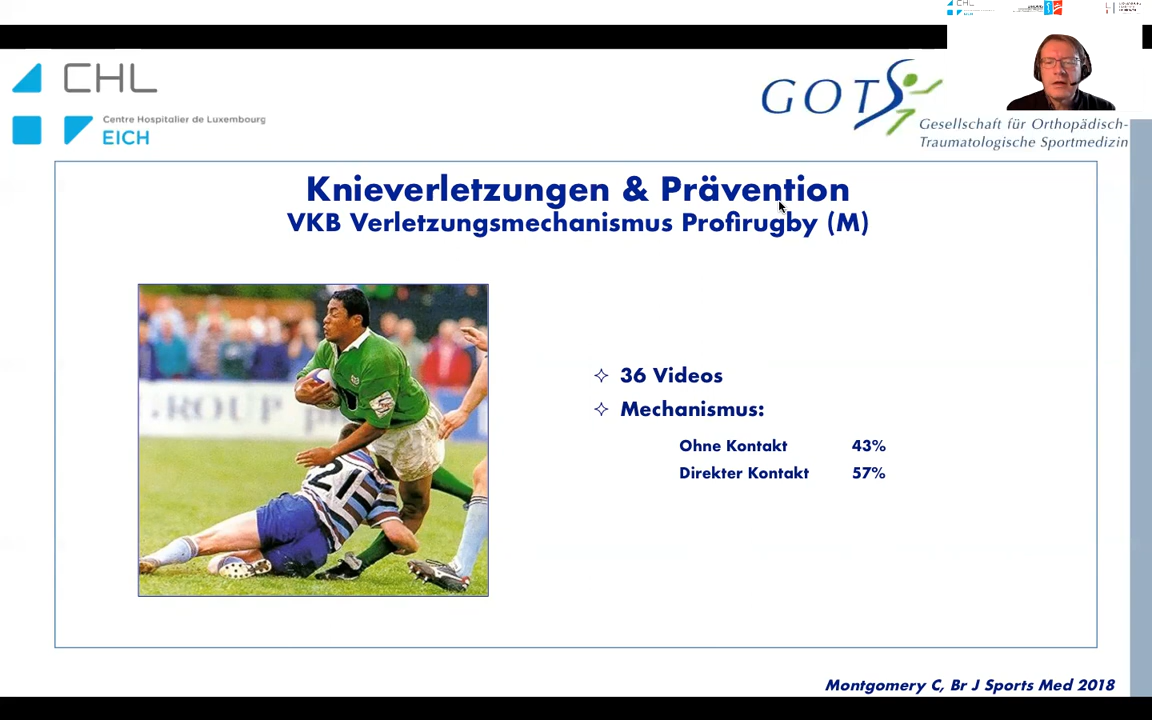 CHL
Centre Hospitalier de Luxembourg
EICH
GOTS
Gesellschaft für Orthopädisch-
Traumatologische Sportmedizin
Knieverletzungen & Prävention
VKB Verletzungsmechanismus Profirugby (M)
GROUP
21
✧ 36 Videos
✧ Mechanismus:
Ohne Kontakt 43%
Direkter Kontakt 57%
Montgomery C, Br J Sports Med 2018